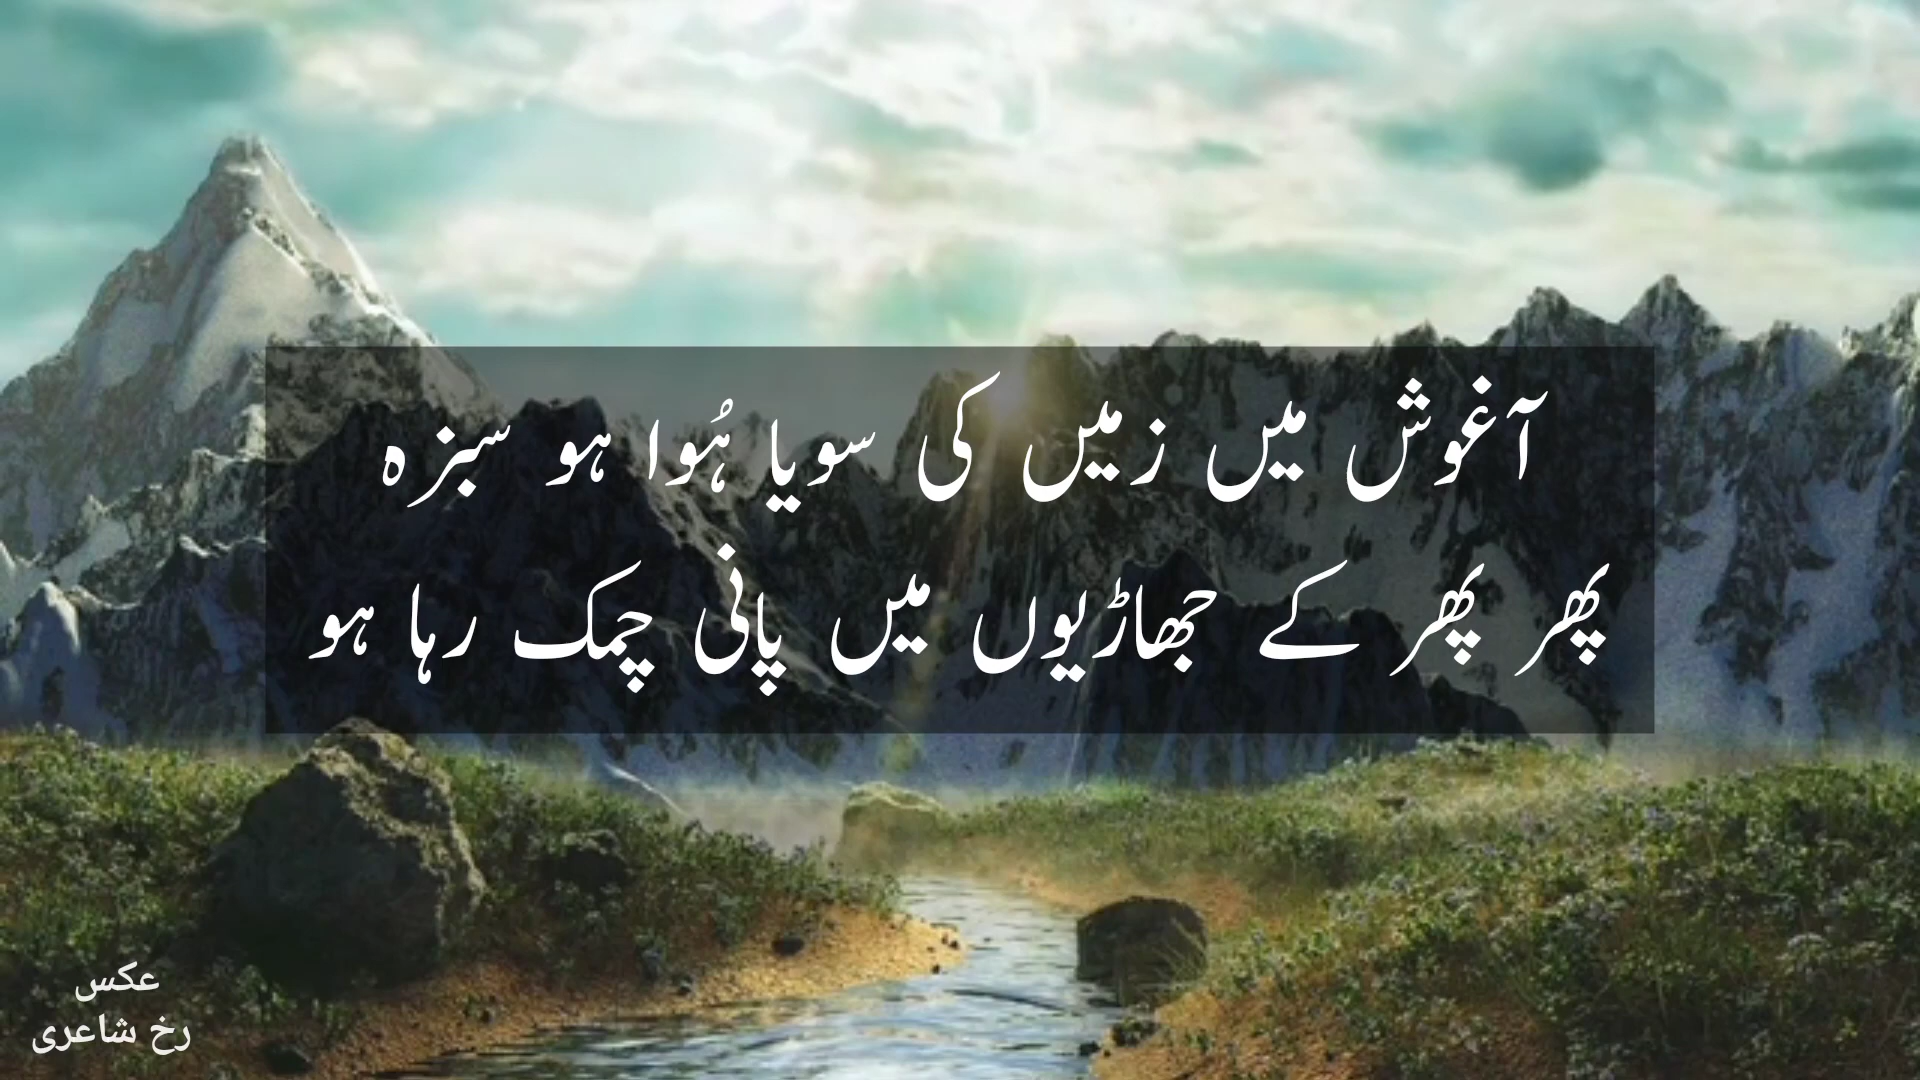 آغوش میں زمیں کی سویا ہُوا ہو سبزہ
پھر پھر کے جھاڑیوں میں پانی چمک رہا ہو
عکس
رخ شاعری